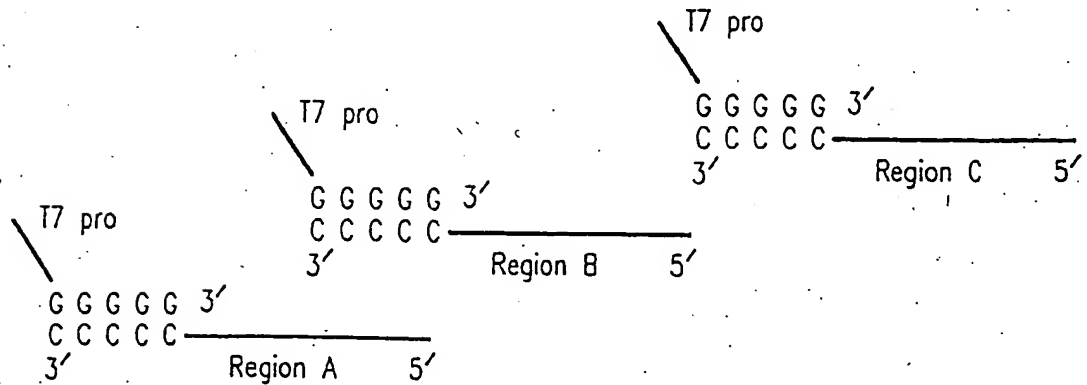 T7 pro
G G G G G 3′
C C C C C
3′ Region C 5′
T7 pro
G G G G G 3′
C C C C C
3′ Region B 5′
T7 pro
G G G G G 3′
C C C C C
3′ Region A 5′